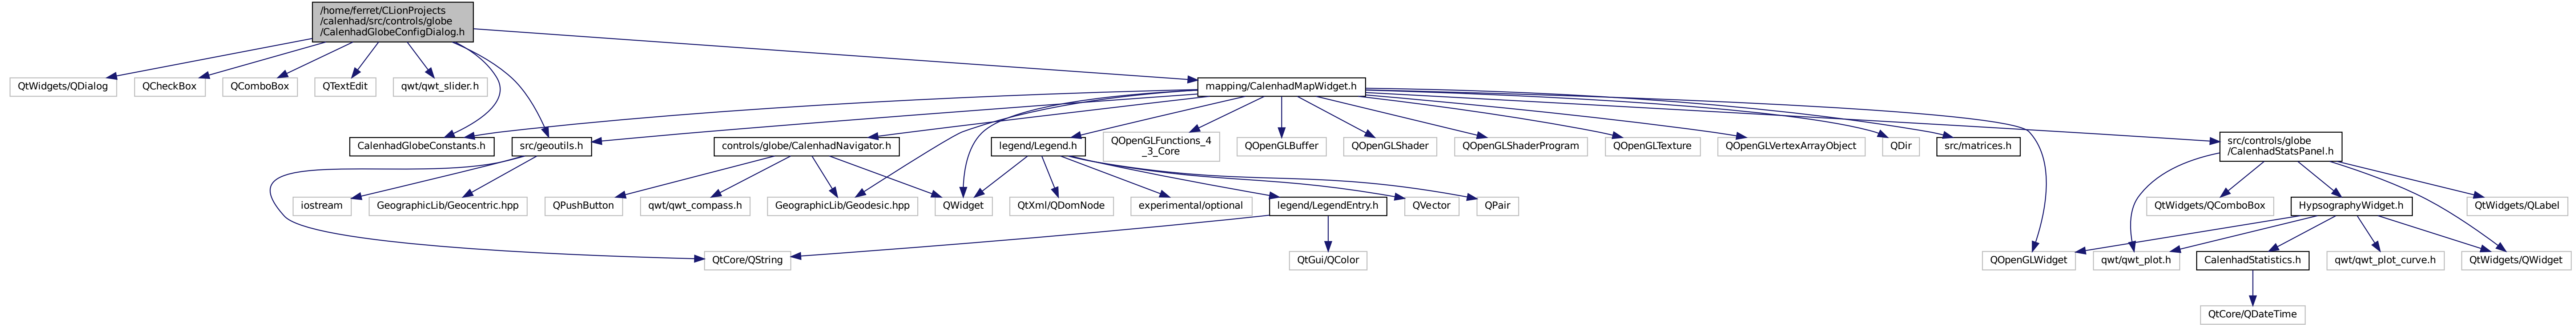 /home/ferret/CLionProjects
/calenhad/src/controls/globe
/CalenhadGlobeConfigDialog.h
QtWidgets/QDialog
QCheckBox
QComboBox
QTextEdit
qwt/qwt_slider.h
mapping/CalenhadMapWidget.h
CalenhadGlobeConstants.h
src/geoutils.h
controls/globe/CalenhadNavigator.h
legend/Legend.h
QOpenGLFunctions_4
_3_Core
QOpenGLBuffer
QOpenGLShader
QOpenGLShaderProgram
QOpenGLTexture
QOpenGLVertexArrayObject
QDir
src/matrices.h
src/controls/globe
/CalenhadStatsPanel.h
iostream
GeographicLib/Geocentric.hpp
QPushButton
qwt/qwt_compass.h
GeographicLib/Geodesic.hpp
QWidget
QtXml/QDomNode
experimental/optional
legend/LegendEntry.h
QVector
QPair
QtWidgets/QComboBox
HypsographyWidget.h
QtWidgets/QLabel
QtCore/QString
QtGui/QColor
QOpenGLWidget
qwt/qwt_plot.h
CalenhadStatistics.h
qwt/qwt_plot_curve.h
QtWidgets/QWidget
QtCore/QDateTime